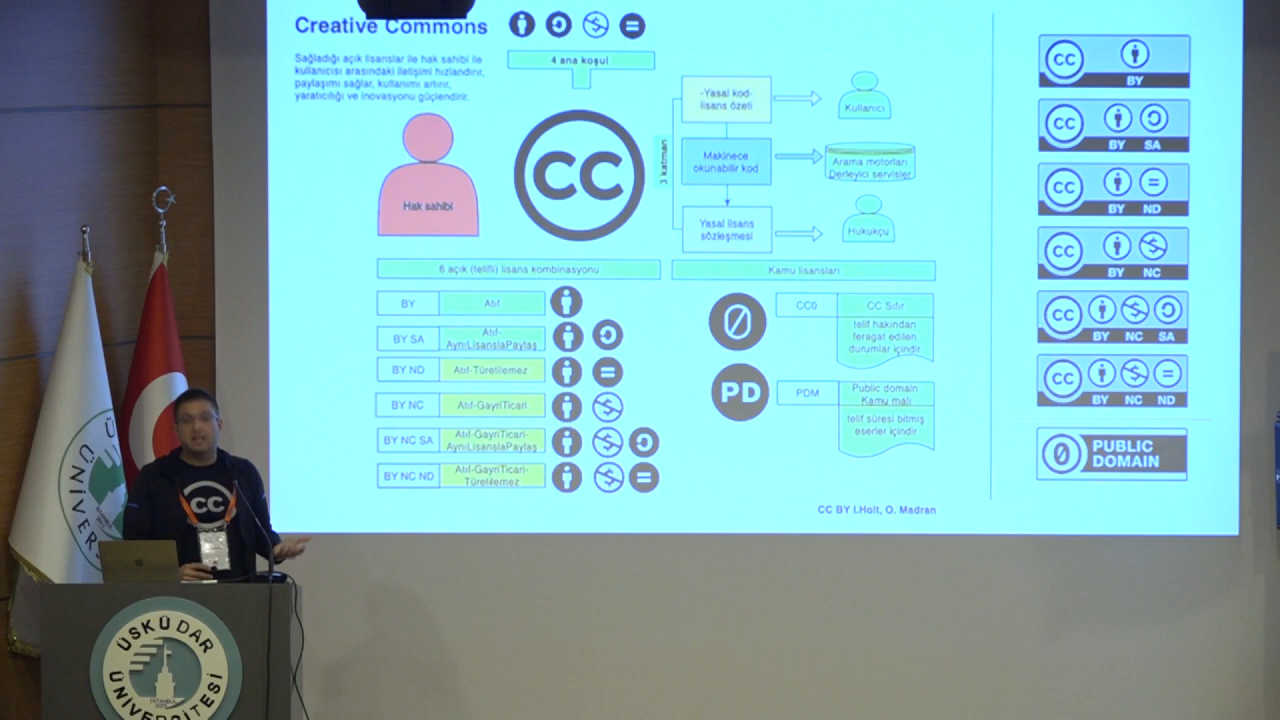 Creative Commons
Sağladığı açık lisanslar ile hak sahibi ile
kullanıcısı arasındaki iletişimi hızlandırır,
paylaşımı sağlar, kullanımı artırır,
yaratıcılığı ve inovasyonu güçlendirir.
4 ana koşul
Hak sahibi
CC
3 katman
-Yasal kod-
lisans özeti
Kullanıcı
Makinece
okunabilir kod
Arama motorları
Derleyici servisler
Yasal lisans
sözleşmesi
Hukukçu
6 açık (telifli) lisans kombinasyonu
BY Atıf
BY SA Atıf-
AynıLisanslaPaylaş
BY ND Atıf-Türetilemez
BY NC Atıf-GayriTicari
BY NC SA Atıf-GayriTicari-
AynıLisanslaPaylaş
BY NC ND Atıf-GayriTicari-
Türetilemez
Kamu lisansları
0
CC0 CC Sıfır
telif hakından
feragat edilen
durumlar içindir
PD
PDM Public domain
Kamu malı
telif süresi bitmiş
eserler içindir
CC BY I.Holt, O. Madran
CC
BY
CC
BY SA
CC
BY ND
CC
BY NC
CC
BY NC SA
CC
BY NC ND
0 PUBLIC
DOMAIN
CC
ÜSKÜDAR
ÜNİVERSİTESİ
İSTANBUL